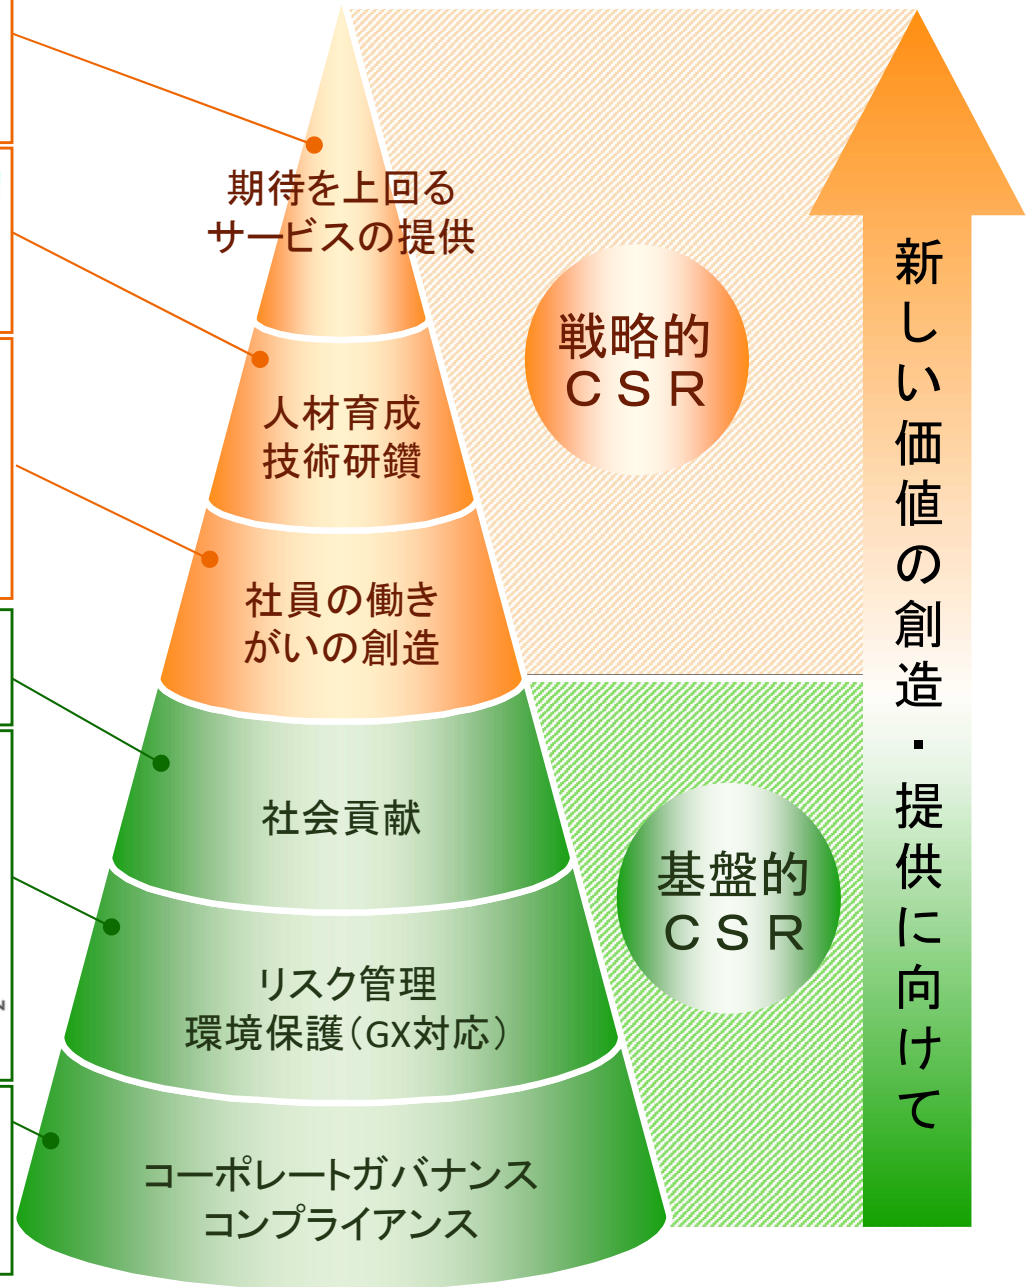 期待を上回る
サービスの提供
人材育成
技術研鑽
社員の働き
がいの創造
社会貢献
リスク管理
環境保護（GX対応）
コーポレートガバナンス
コンプライアンス
戦略的
ＣＳＲ
基盤的
ＣＳＲ
新しい価値の創造・提供に向けて